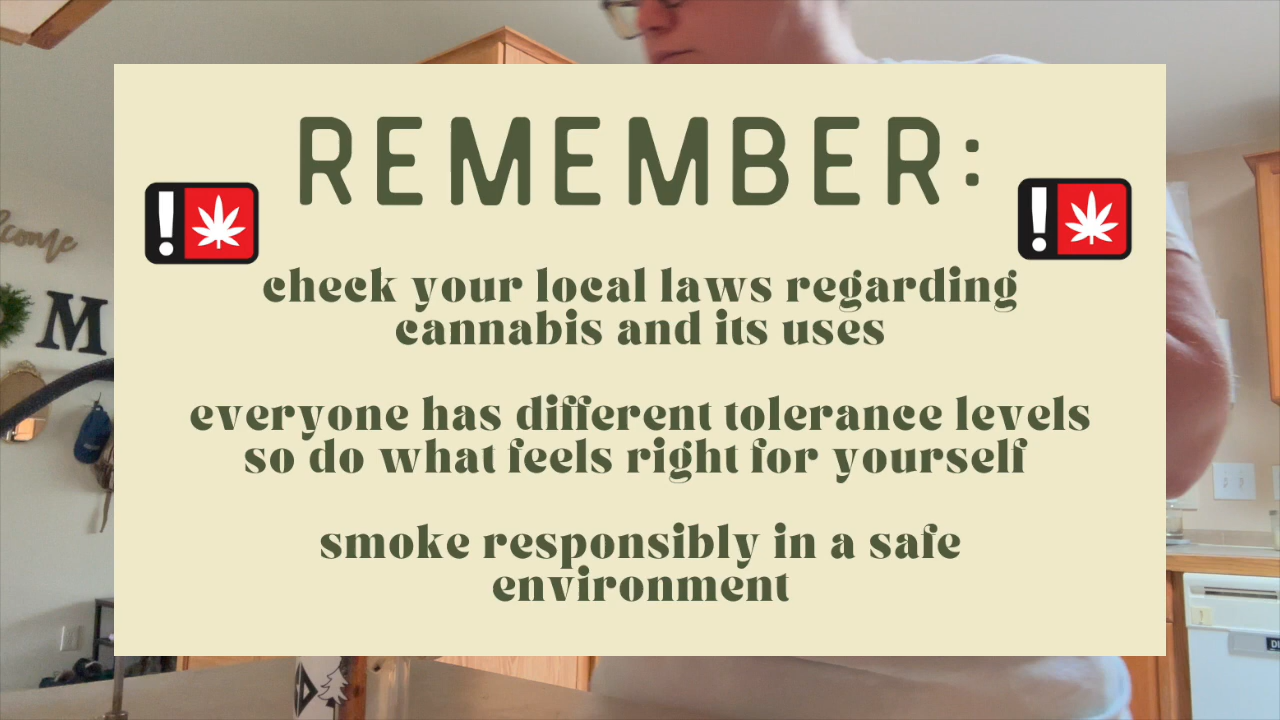 REMEMBER:
check your local laws regarding
cannabis and its uses
everyone has different tolerance levels
so do what feels right for yourself
smoke responsibly in a safe
environment
!
!
M